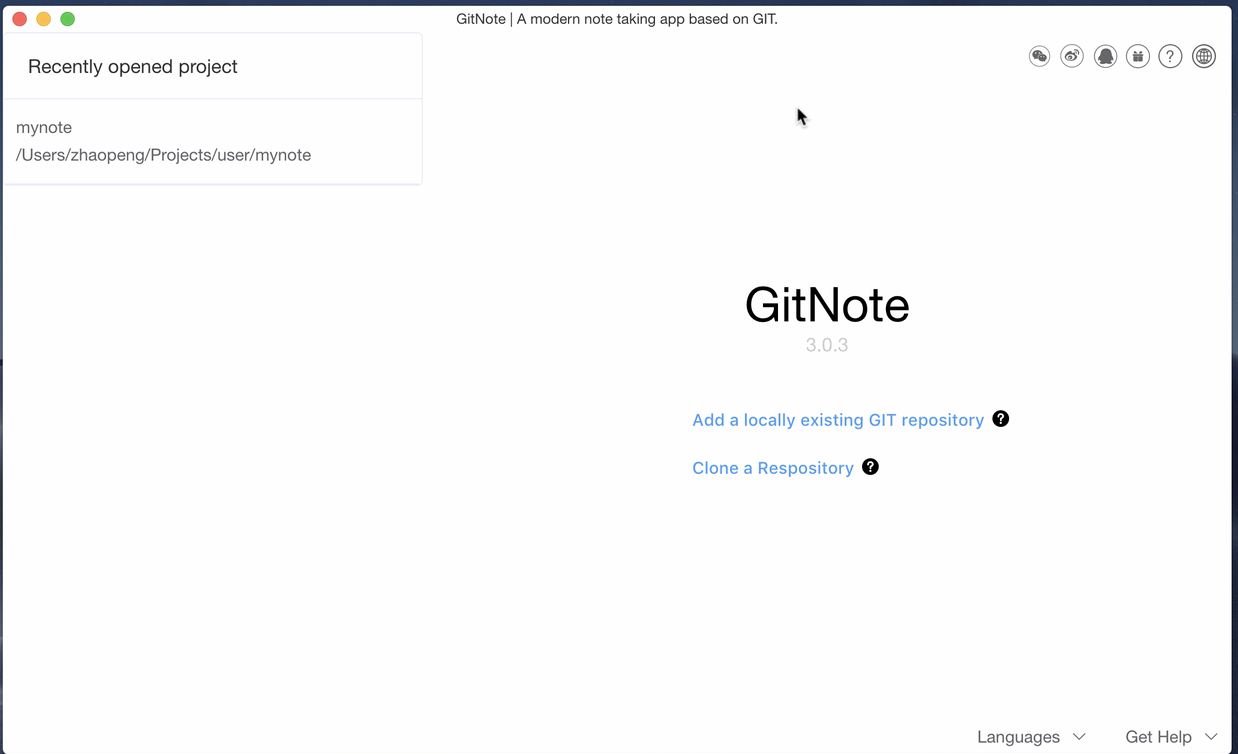 GitNote | A modern note taking app based on GIT.
Recently opened project
mynote
/Users/zhaopeng/Projects/user/mynote
GitNote
3.0.3
Add a locally existing GIT repository ?
Clone a Respository ?
Languages
Get Help